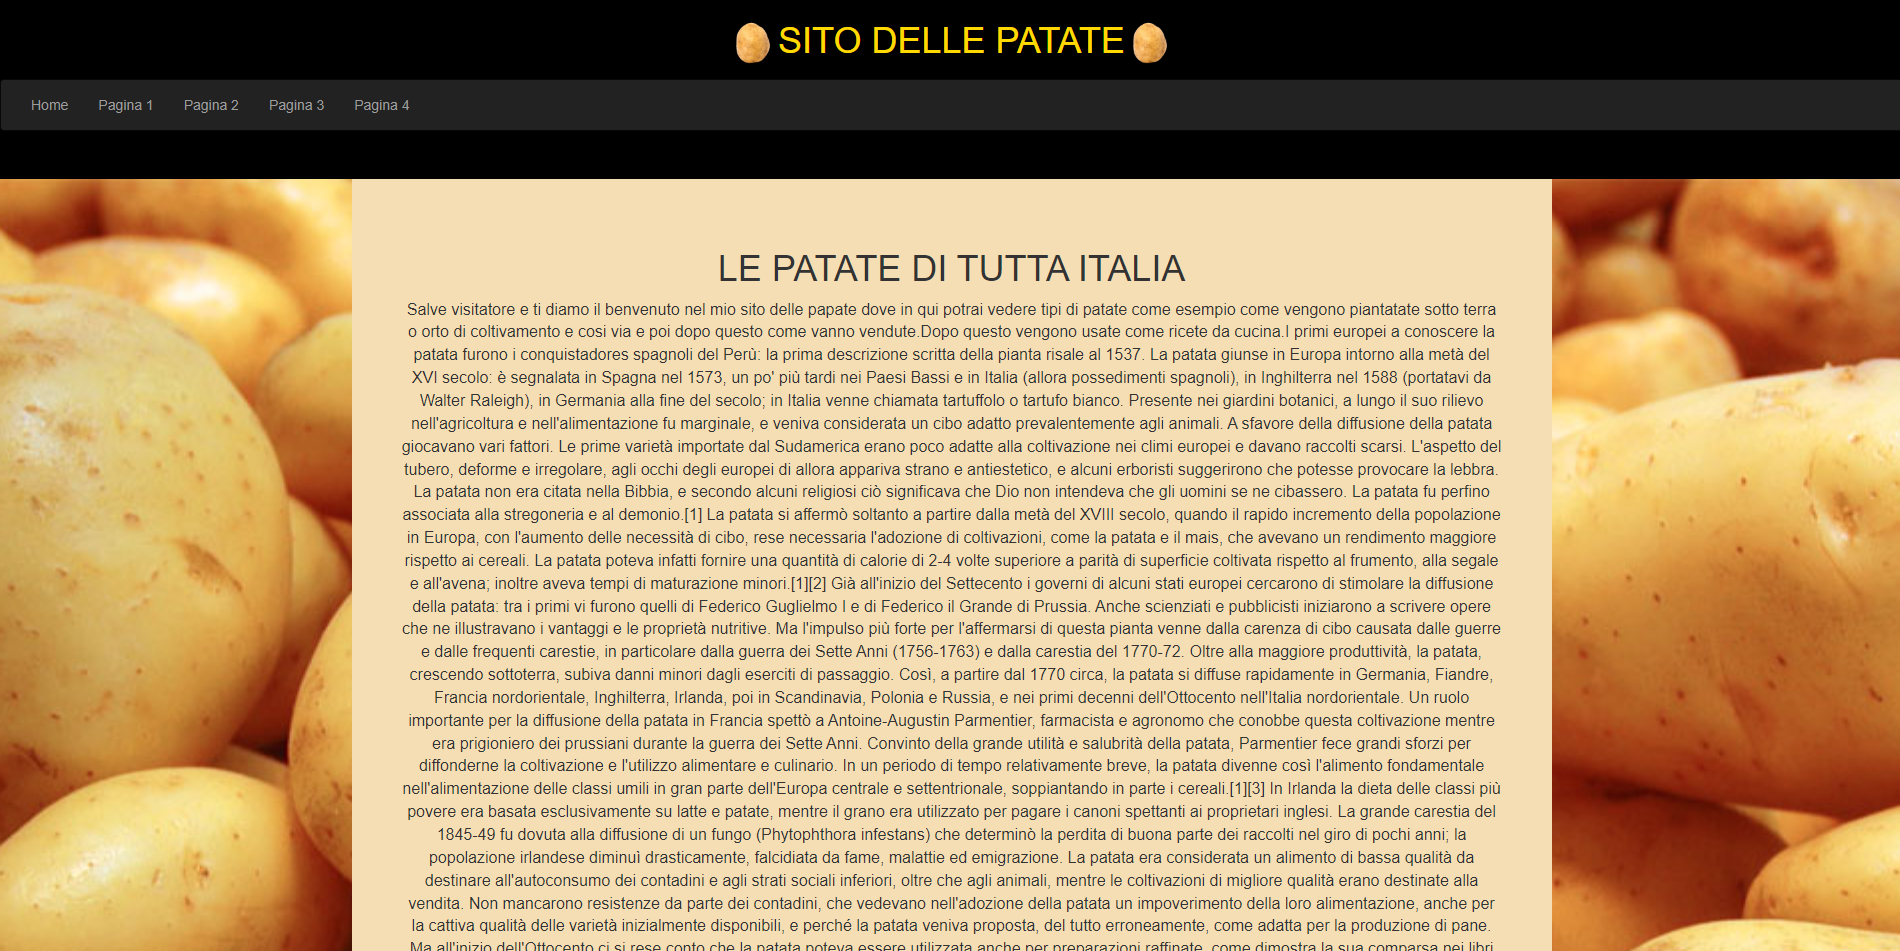 SITO DELLE PATATE
Home
Pagina 1
Pagina 2
Pagina 3
Pagina 4
LE PATATE DI TUTTA ITALIA
Salve visitatore e ti diamo il benvenuto nel mio sito delle papate dove in qui potrai vedere tipi di patate come esempio come vengono piantatate sotto terra
o orto di coltivamento e cosi via e poi dopo questo come vanno vendute.Dopo questo vengono usate come ricete da cucina.I primi europei a conoscere la
patata furono i conquistadores spagnoli del Perù: la prima descrizione scritta della pianta risale al 1537. La patata giunse in Europa intorno alla metà del
XVI secolo: è segnalata in Spagna nel 1573, un po' più tardi nei Paesi Bassi e in Italia (allora possedimenti spagnoli), in Inghilterra nel 1588 (portatavi da
Walter Raleigh), in Germania alla fine del secolo; in Italia venne chiamata tartuffolo o tartufo bianco. Presente nei giardini botanici, a lungo il suo rilievo
nell'agricoltura e nell'alimentazione fu marginale, e veniva considerata un cibo adatto prevalentemente agli animali. A sfavore della diffusione della patata
giocavano vari fattori. Le prime varietà importate dal Sudamerica erano poco adatte alla coltivazione nei climi europei e davano raccolti scarsi. L'aspetto del
tubero, deforme e irregolare, agli occhi degli europei di allora appariva strano e antiestetico, e alcuni erboristi suggerirono che potesse provocare la lebbra.
La patata non era citata nella Bibbia, e secondo alcuni religiosi ciò significava che Dio non intendeva che gli uomini se ne cibassero. La patata fu perfino
associata alla stregoneria e al demonio.[1] La patata si affermò soltanto a partire dalla metà del XVIII secolo, quando il rapido incremento della popolazione
in Europa, con l'aumento delle necessità di cibo, rese necessaria l'adozione di coltivazioni, come la patata e il mais, che avevano un rendimento maggiore
rispetto ai cereali. La patata poteva infatti fornire una quantità di calorie di 2-4 volte superiore a parità di superficie coltivata rispetto al frumento, alla segale
e all'avena; inoltre aveva tempi di maturazione minori.[1][2] Già all'inizio del Settecento i governi di alcuni stati europei cercarono di stimolare la diffusione
della patata: tra i primi vi furono quelli di Federico Guglielmo I e di Federico il Grande di Prussia. Anche scienziati e pubblicisti iniziarono a scrivere opere
che ne illustravano i vantaggi e le proprietà nutritive. Ma l'impulso più forte per l'affermarsi di questa pianta venne dalla carenza di cibo causata dalle guerre
e dalle frequenti carestie, in particolare dalla guerra dei Sette Anni (1756-1763) e dalla carestia del 1770-72. Oltre alla maggiore produttività, la patata,
crescendo sottoterra, subiva danni minori dagli eserciti di passaggio. Così, a partire dal 1770 circa, la patata si diffuse rapidamente in Germania, Fiandre,
Francia nordorientale, Inghilterra, Irlanda, poi in Scandinavia, Polonia e Russia, e nei primi decenni dell'Ottocento nell'Italia nordorientale. Un ruolo
importante per la diffusione della patata in Francia spettò a Antoine-Augustin Parmentier, farmacista e agronomo che conobbe questa coltivazione mentre
era prigioniero dei prussiani durante la guerra dei Sette Anni. Convinto della grande utilità e salubrità della patata, Parmentier fece grandi sforzi per
diffonderne la coltivazione e l'utilizzo alimentare e culinario. In un periodo di tempo relativamente breve, la patata divenne così l'alimento fondamentale
nell'alimentazione delle classi umili in gran parte dell'Europa centrale e settentrionale, soppiantando in parte i cereali.[1][3] In Irlanda la dieta delle classi più
povere era basata esclusivamente su latte e patate, mentre il grano era utilizzato per pagare i canoni spettanti ai proprietari inglesi. La grande carestia del
1845-49 fu dovuta alla diffusione di un fungo (Phytophthora infestans) che determinò la perdita di buona parte dei raccolti nel giro di pochi anni; la
popolazione irlandese diminuì drasticamente, falcidiata da fame, malattie ed emigrazione. La patata era considerata un alimento di bassa qualità da
destinare all'autoconsumo dei contadini e agli strati sociali inferiori, oltre che agli animali, mentre le coltivazioni di migliore qualità erano destinate alla
vendita. Non mancarono resistenze da parte dei contadini, che vedevano nell'adozione della patata un impoverimento della loro alimentazione, anche per
la cattiva qualità delle varietà inizialmente disponibili, e perché la patata veniva proposta, del tutto erroneamente, come adatta per la produzione di pane.
Ma all'inizio dell'Ottocento ci si rese conto che la patata poteva essere utilizzata anche per preparazioni raffinate, come dimostra la sua comparsa nei libri